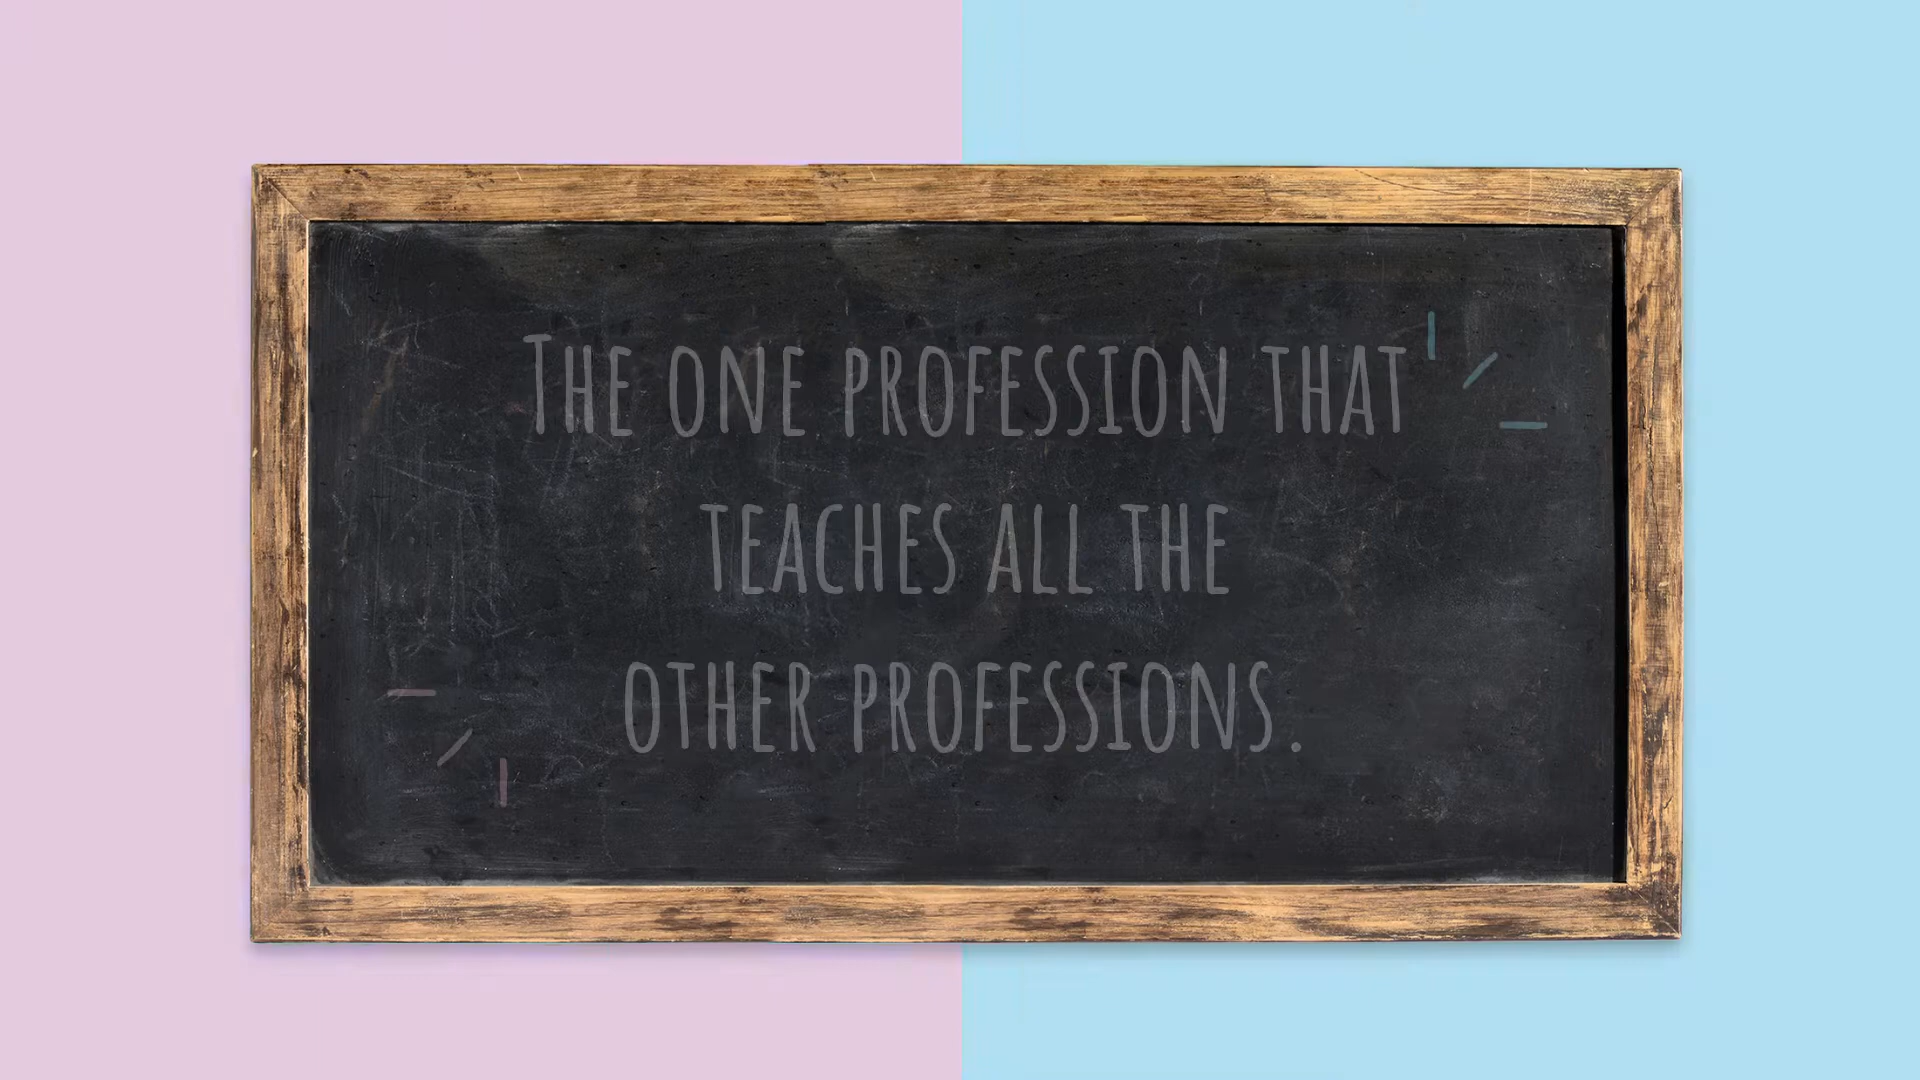 The one profession that
teaches all the
other professions.